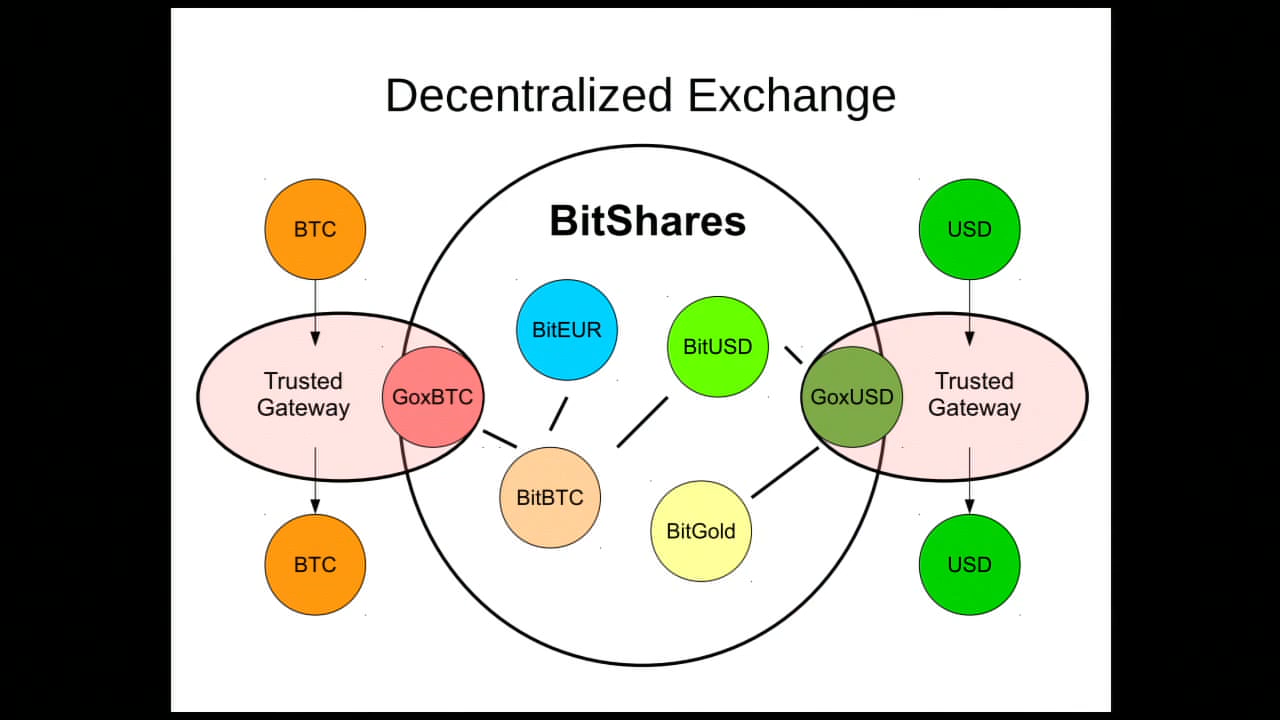 Decentralized Exchange
BitShares
BTC
USD
BitEUR
BitUSD
Trusted
Gateway
GoxBTC
GoxUSD
Trusted
Gateway
BitBTC
BitGold
BTC
USD